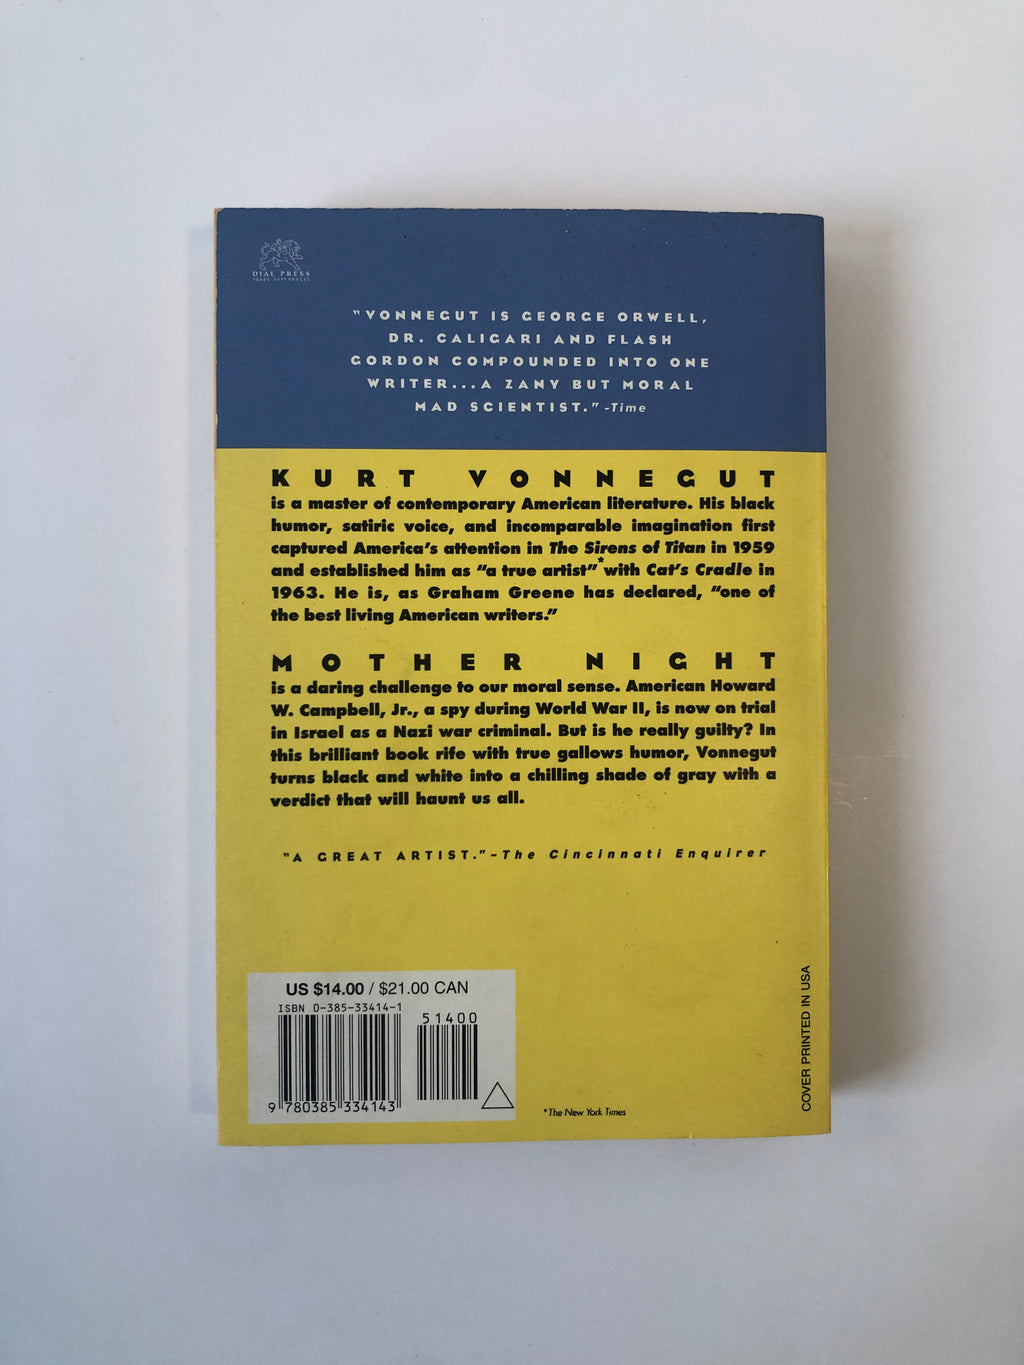 DIAL PRESS
TRADE PAPERBACKS
"VONNEGUT IS GEORGE ORWELL,
DR. CALIGARI AND FLASH
GORDON COMPOUNDED INTO ONE
WRITER...A ZANY BUT MORAL
MAD SCIENTIST." -Time
KURT VONNEGUT
is a master of contemporary American literature. His black
humor, satiric voice, and incomparable imagination first
captured America's attention in The Sirens of Titan in 1959
and established him as "a true artist"* with Cat's Cradle in
1963. He is, as Graham Greene has declared, "one of
the best living American writers."
MOTHER NIGHT
is a daring challenge to our moral sense. American Howard
W. Campbell, Jr., a spy during World War II, is now on trial
in Israel as a Nazi war criminal. But is he really guilty? In
this brilliant book rife with true gallows humor, Vonnegut
turns black and white into a chilling shade of gray with a
verdict that will haunt us all.
"A GREAT ARTIST."-The Cincinnati Enquirer
US $14.00 / $21.00 CAN
ISBN 0-385-33414-1
51400
9 780385 334143
*The New York Times
COVER PRINTED IN USA